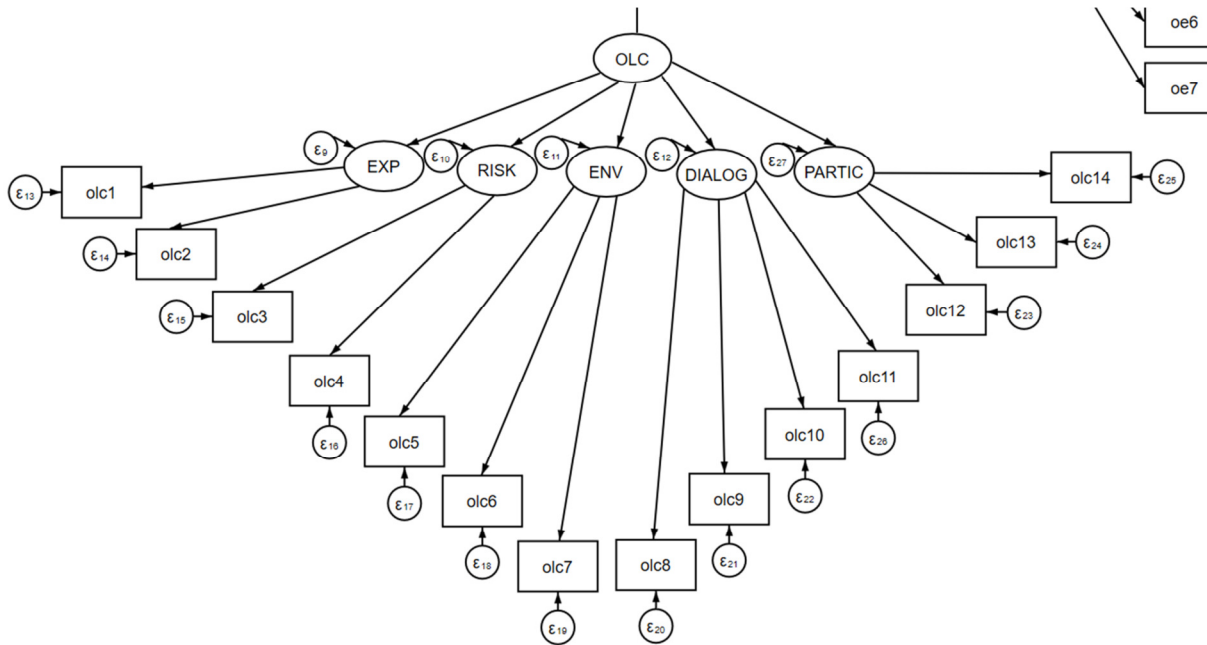 oe6
OLC
oe7
ε9
ε10
ε11
ε12
ε27
EXP
RISK
ENV
DIALOG
PARTIC
ε13
olc1
olc14
ε25
ε14
olc2
olc13
ε24
ε15
olc3
olc12
ε23
olc4
olc11
ε16
olc5
olc10
ε26
ε17
olc6
olc9
ε22
ε18
olc7
olc8
ε21
ε19
ε20